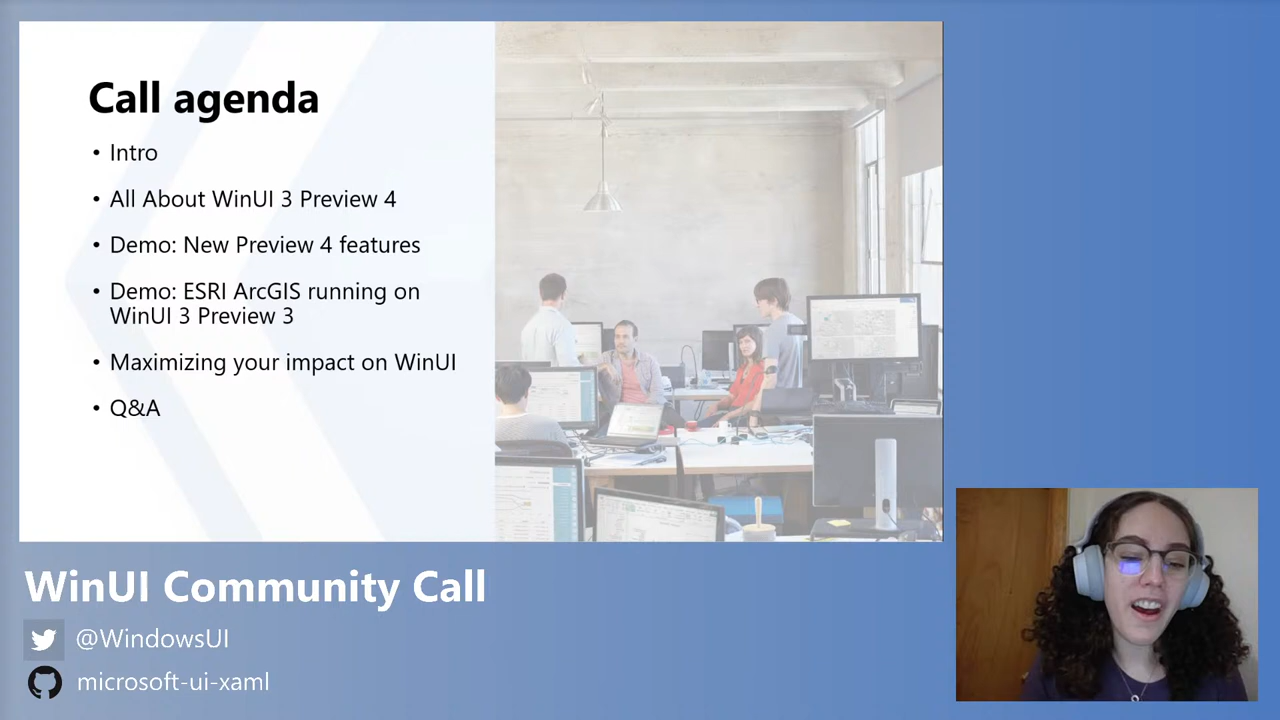 Call agenda
• Intro
• All About WinUI 3 Preview 4
• Demo: New Preview 4 features
• Demo: ESRI ArcGIS running on
WinUI 3 Preview 3
• Maximizing your impact on WinUI
• Q&A
WinUI Community Call
@WindowsUI
microsoft-ui-xaml